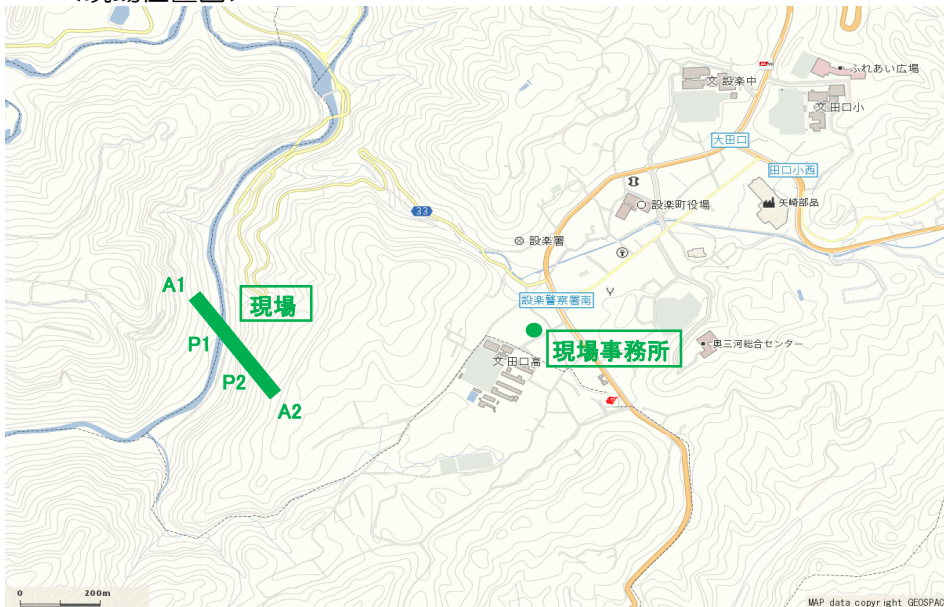 ふれあい広場
文 設楽中
文 田口小
大田口
田口小西
矢崎部品
設楽町役場
33
設楽署
A1
現場
設楽警察署南
P1
現場事務所
奥三河総合センター
文 田口高
P2
A2
0 200m
MAP data copyright GEOSPAC